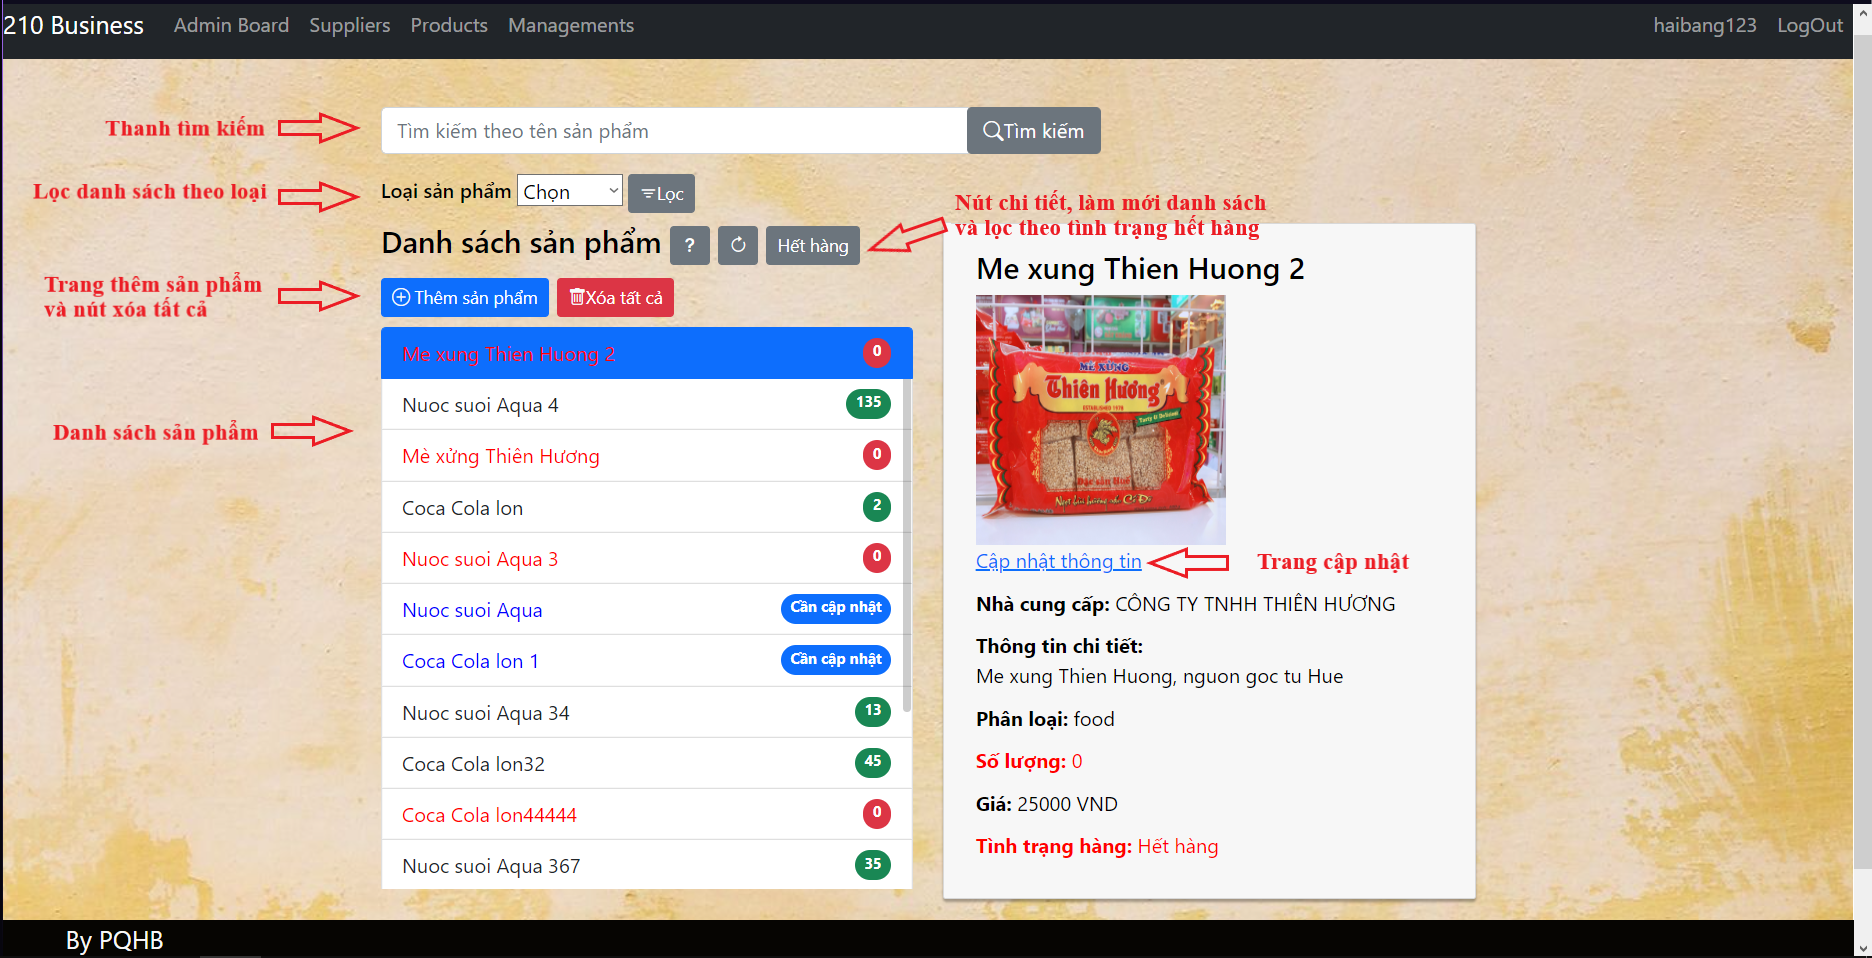 210 Business Admin Board Suppliers Products Managements haibang123 LogOut
Thanh tìm kiếm
Tìm kiếm theo tên sản phẩm
Tìm kiếm
Lọc danh sách theo loại
Loại sản phẩm Chọn Lọc
Nút chi tiết, làm mới danh sách
và lọc theo tình trạng hết hàng
Danh sách sản phẩm ? Hết hàng
Trang thêm sản phẩm
và nút xóa tất cả
Thêm sản phẩm Xóa tất cả
Danh sách sản phẩm
Me xung Thien Huong 2 0
Nuoc suoi Aqua 4 135
Mè xửng Thiên Hương 0
Coca Cola lon 2
Nuoc suoi Aqua 3 0
Nuoc suoi Aqua Cần cập nhật
Coca Cola lon 1 Cần cập nhật
Nuoc suoi Aqua 34 13
Coca Cola lon32 45
Coca Cola lon44444 0
Nuoc suoi Aqua 367 35
Me xung Thien Huong 2
MÈ XỬNG
Thiên Hương
ESTABLISHED 1970
Tasty & Delicious
Đặc sản Huế
Cập nhật thông tin
Trang cập nhật
Nhà cung cấp: CÔNG TY TNHH THIÊN HƯƠNG
Thông tin chi tiết:
Me xung Thien Huong, nguon goc tu Hue
Phân loại: food
Số lượng: 0
Giá: 25000 VND
Tình trạng hàng: Hết hàng
By PQHB